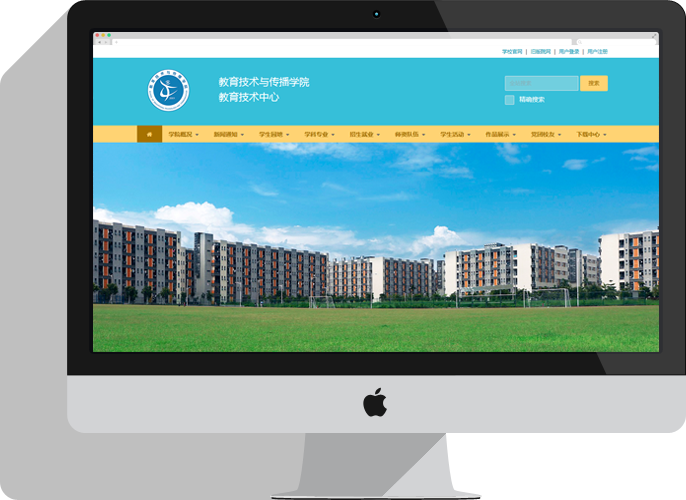 学校官网 | 旧版院网 | 用户登录 | 用户注册
教育技术与传播学院
教育技术中心
搜索
精确搜索
学院概况 新闻通知 学生园地 学科专业 招生就业 师资队伍 学生活动 作品展示 党团校友 下载中心